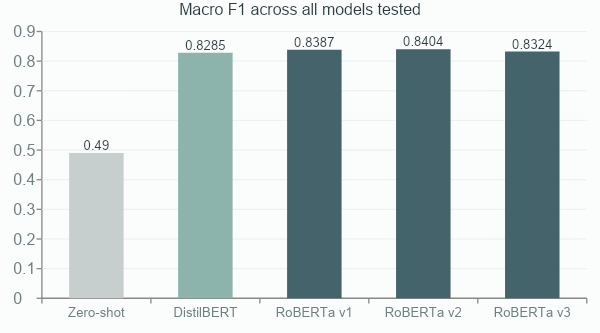 Macro F1 across all models tested
0.9
0.8
0.7
0.6
0.5
0.4
0.3
0.2
0.1
0
0.49
0.8285
0.8387
0.8404
0.8324
Zero-shot
DistilBERT
RoBERTa v1
RoBERTa v2
RoBERTa v3